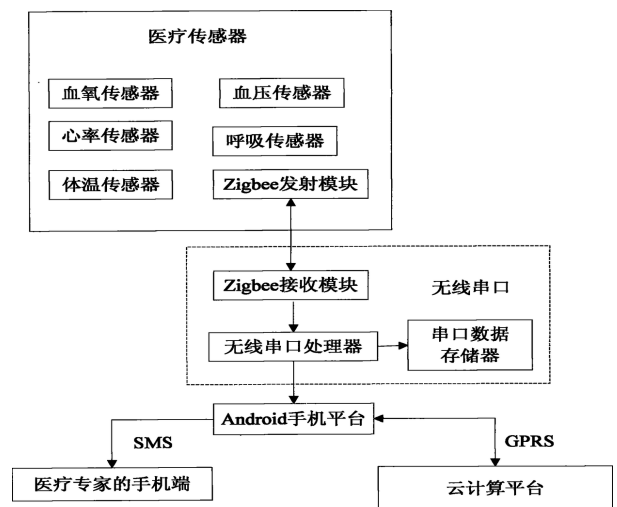 医疗传感器
血氧传感器
血压传感器
心率传感器
呼吸传感器
体温传感器
Zigbee发射模块
Zigbee接收模块
无线串口
无线串口处理器
串口数据
存储器
Android手机平台
SMS
GPRS
医疗专家的手机端
云计算平台